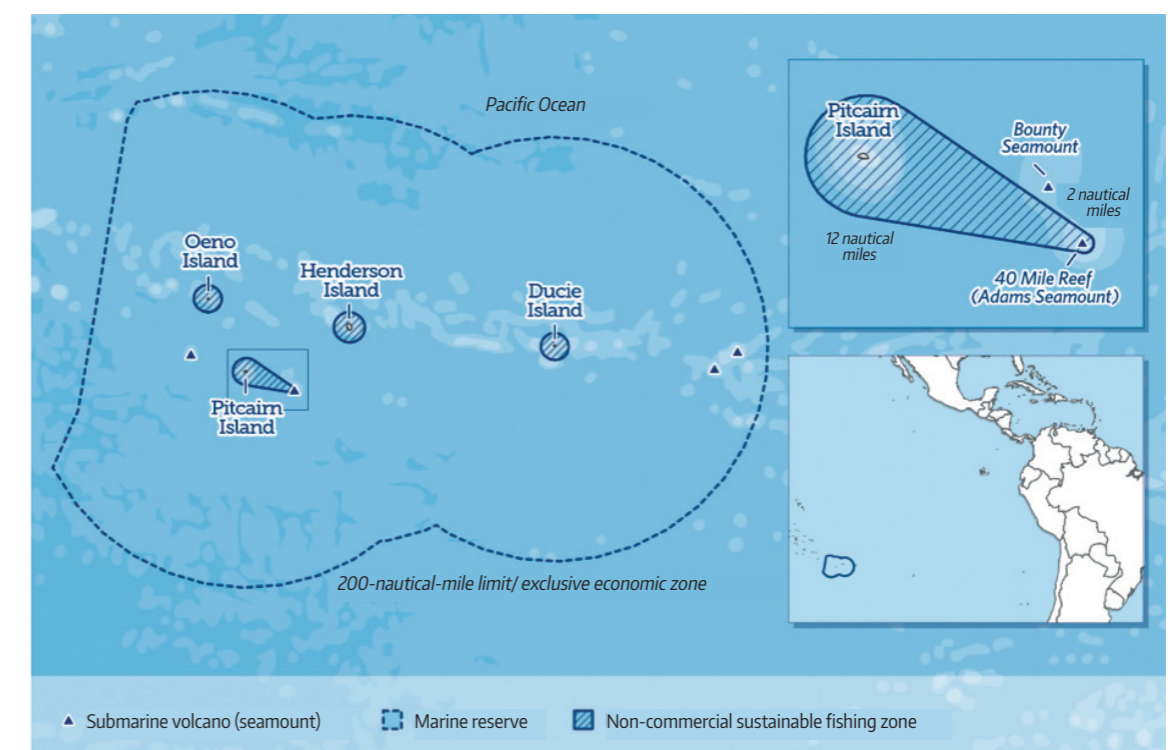 Pacific Ocean
Oeno
Island
Henderson
Island
Ducie
Island
Pitcairn
Island
200-nautical-mile limit/ exclusive economic zone
Pitcairn
Island
Bounty
Seamount
2 nautical
miles
12 nautical
miles
40 Mile Reef
(Adams Seamount)
Submarine volcano (seamount)
Marine reserve
Non-commercial sustainable fishing zone